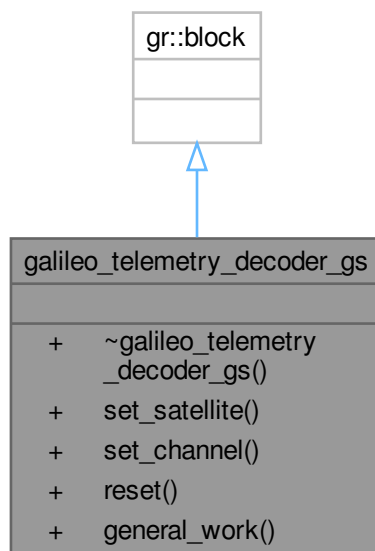 gr::block
galileo_telemetry_decoder_gs
+ ~galileo_telemetry
_decoder_gs()
+ set_satellite()
+ set_channel()
+ reset()
+ general_work()